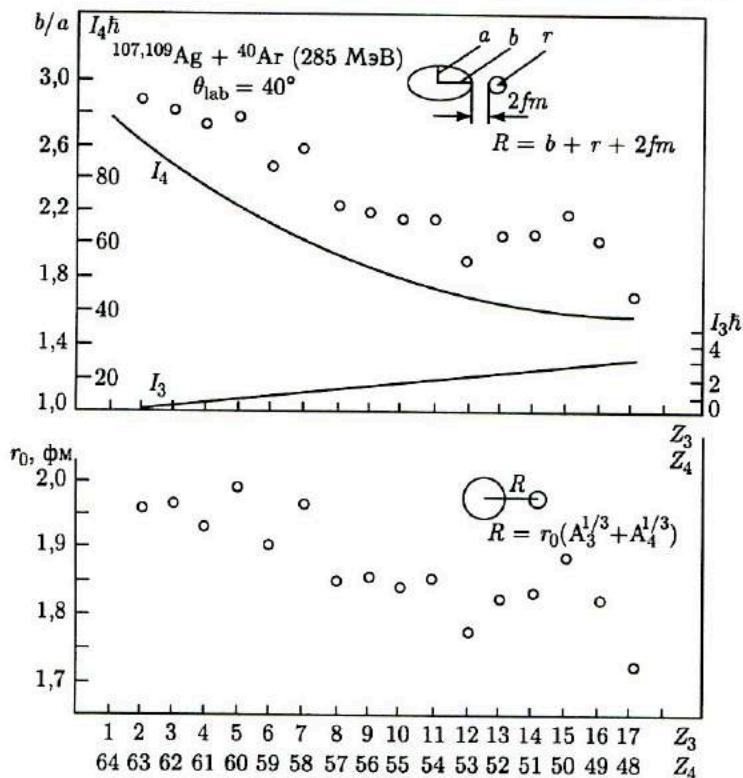 b/a I₄ħ
¹⁰⁷,¹⁰⁹Ag + ⁴⁰Ar (285 МэВ)
θlab = 40°
a b r
2fm
R = b + r + 2fm
3,0
2,6
80
I₄
2,2
60
1,8
40
1,4
I₃ħ
4
20
I₃
2
1,0
0
Z₃
Z₄
r₀, фм
2,0
R
R = r₀(A₃^1/3+A₄^1/3)
1,9
1,8
1,7
1 2 3 4 5 6 7 8 9 10 11 12 13 14 15 16 17 Z₃
64 63 62 61 60 59 58 57 56 55 54 53 52 51 50 49 48 Z₄